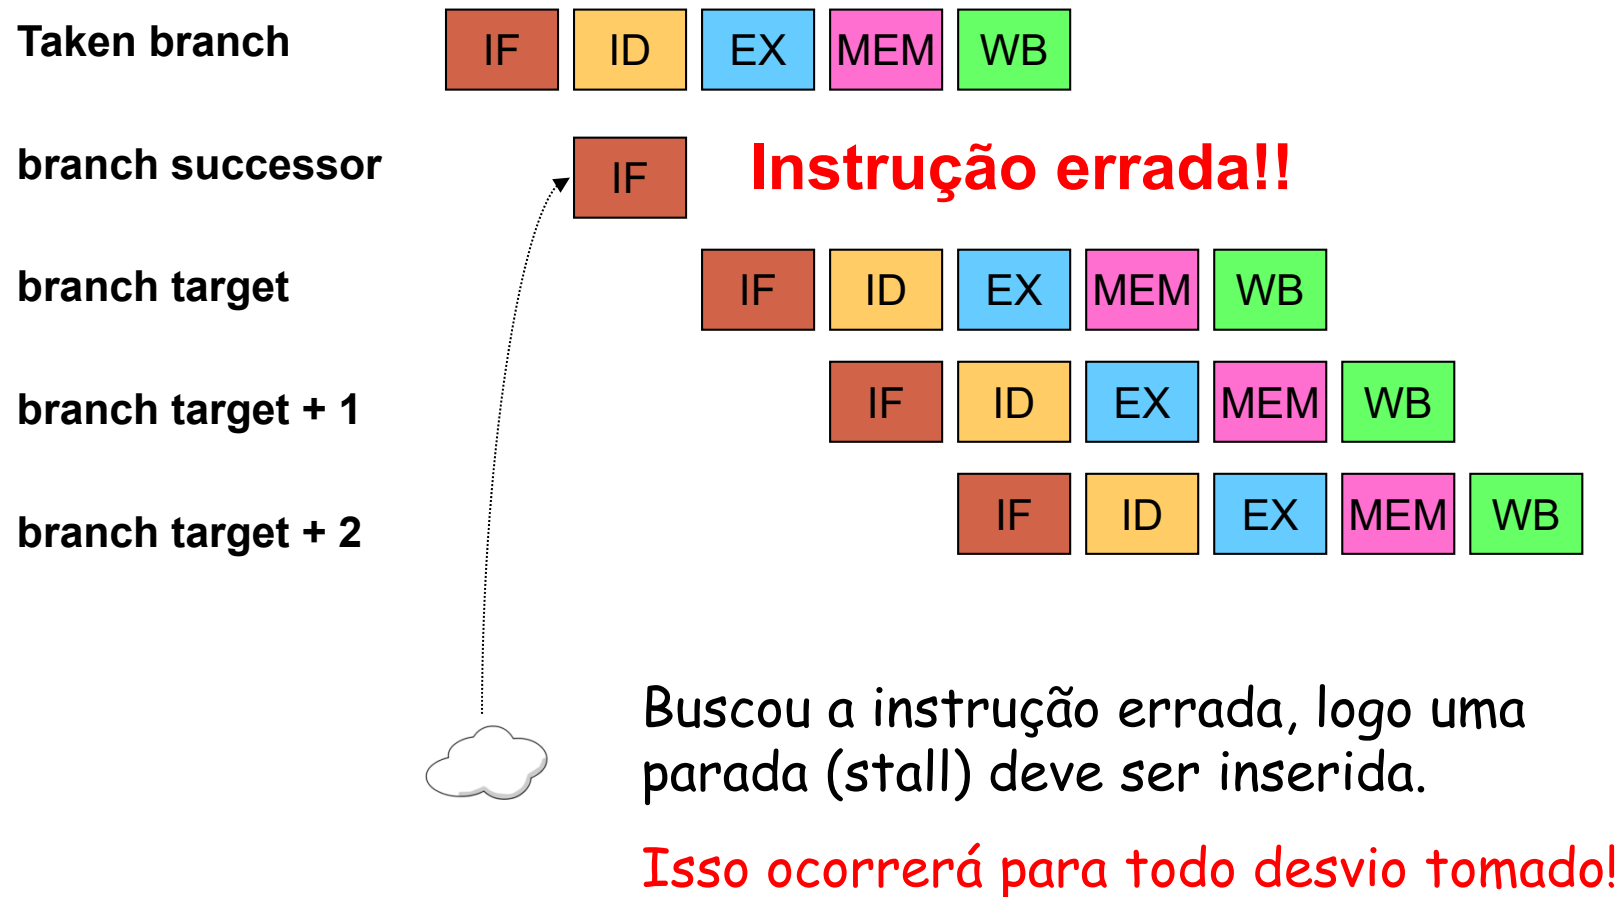 Taken branch IF ID EX MEM WB
branch successor IF Instrução errada!!
branch target IF ID EX MEM WB
branch target + 1 IF ID EX MEM WB
branch target + 2 IF ID EX MEM WB
Buscou a instrução errada, logo uma
parada (stall) deve ser inserida.
Isso ocorrerá para todo desvio tomado!